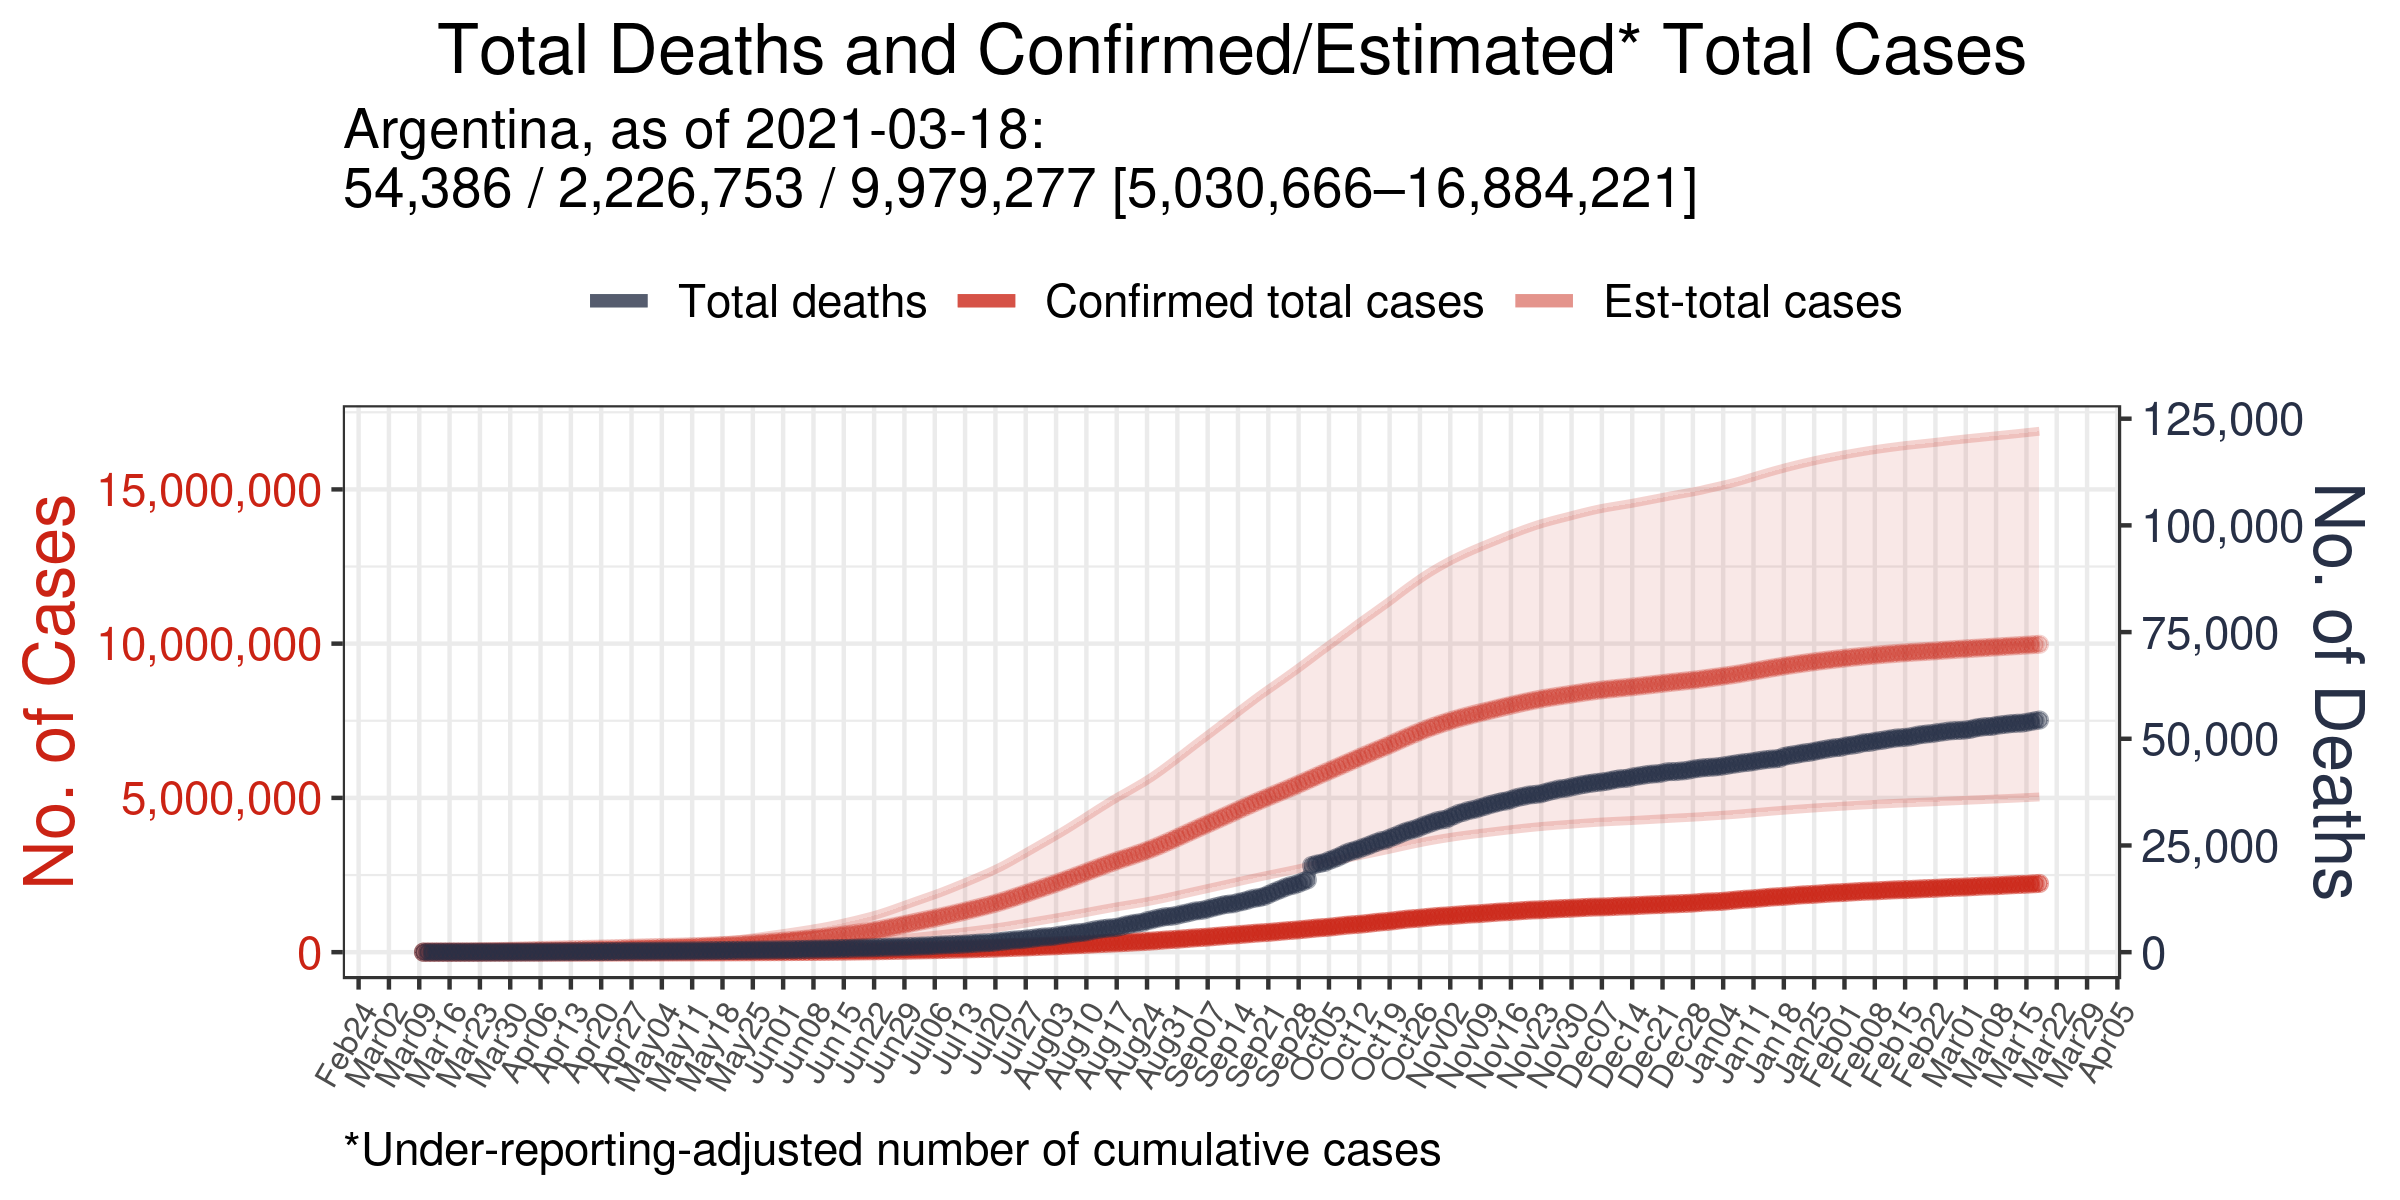 Total Deaths and Confirmed/Estimated* Total Cases
Argentina, as of 2021-03-18:
54,386 / 2,226,753 / 9,979,277 [5,030,666–16,884,221]
Total deaths
Confirmed total cases
Est-total cases
No. of Cases
15,000,000
10,000,000
5,000,000
0
125,000
100,000
75,000
50,000
25,000
0
No. of Deaths
Feb24
Mar02
Mar09
Mar16
Mar23
Mar30
Apr06
Apr13
Apr20
Apr27
May04
May11
May18
May25
Jun01
Jun08
Jun15
Jun22
Jun29
Jul06
Jul13
Jul20
Jul27
Aug03
Aug10
Aug17
Aug24
Aug31
Sep07
Sep14
Sep21
Sep28
Oct05
Oct12
Oct19
Oct26
Nov02
Nov09
Nov16
Nov23
Nov30
Dec07
Dec14
Dec21
Dec28
Jan04
Jan11
Jan18
Jan25
Feb01
Feb08
Feb15
Feb22
Mar01
Mar08
Mar15
Mar22
Mar29
Apr05
*Under-reporting-adjusted number of cumulative cases